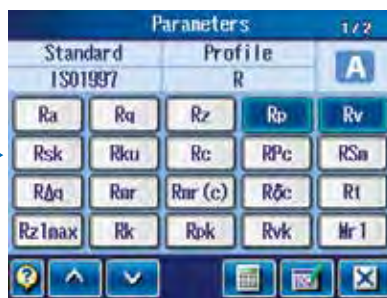 Parameters 1/2
Standard Profile
ISO1997 R
A
Ra Rq Rz Rp Rv
Rsk Rku Rc RPc RSm
RΔq Rmr Rmr(c) Rδc Rt
Rz1max Rk Rpk Rvk Mr1
?